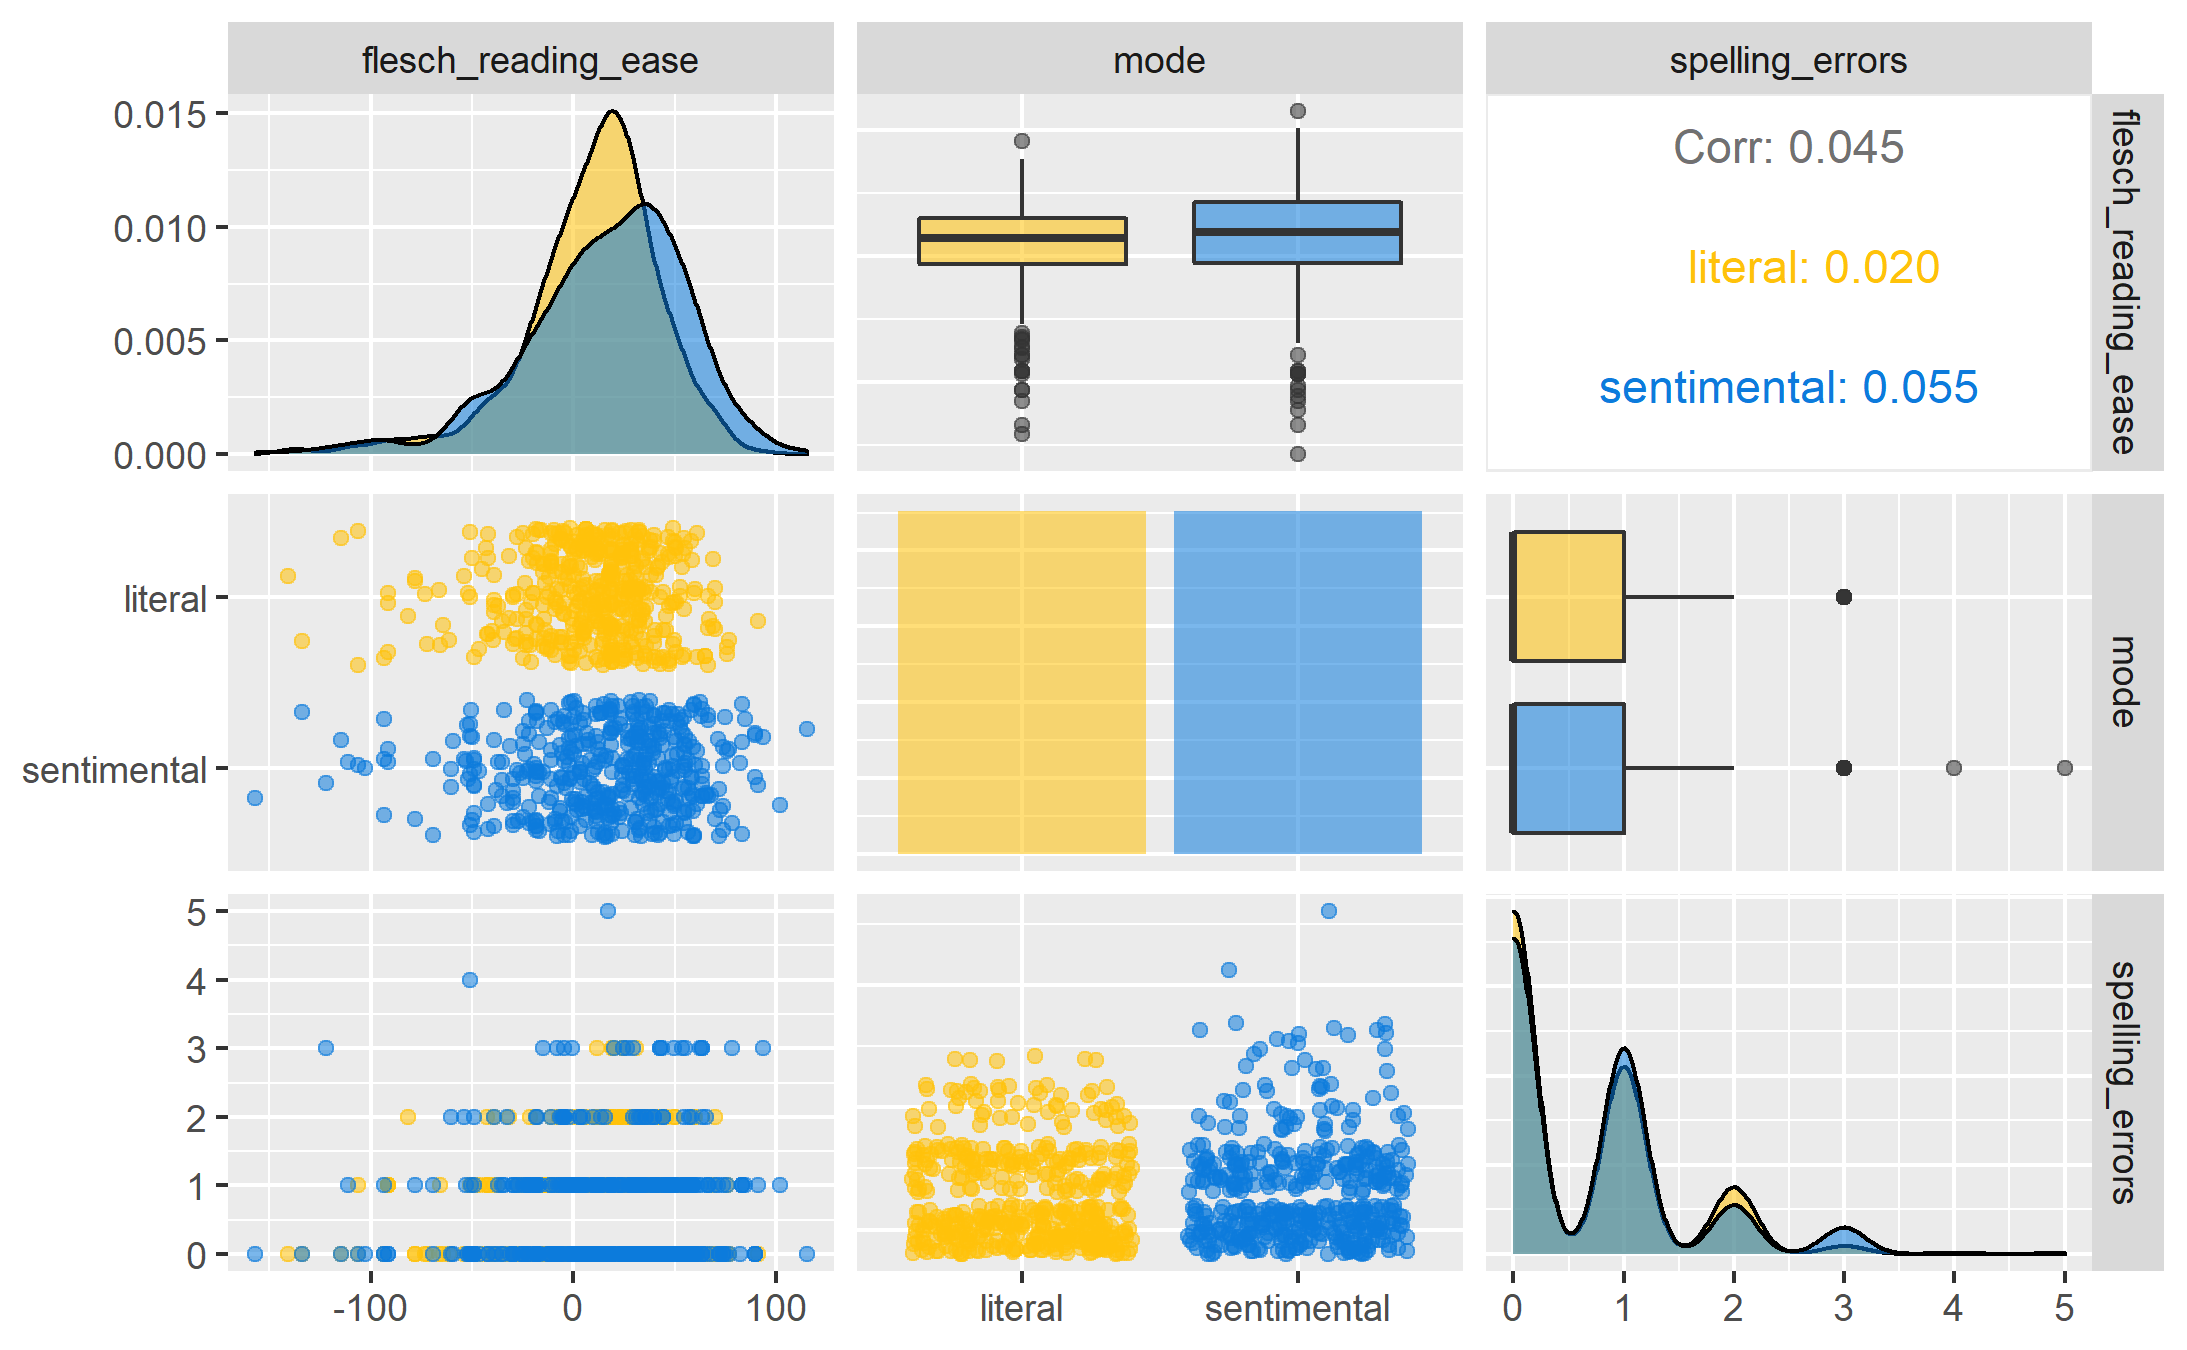 flesch_reading_ease
mode
spelling_errors
0.015
0.010
0.005
0.000
Corr: 0.045
literal: 0.020
sentimental: 0.055
flesch_reading_ease
literal
sentimental
mode
5
4
3
2
1
0
spelling_errors
-100 0 100
literal sentimental
0 1 2 3 4 5